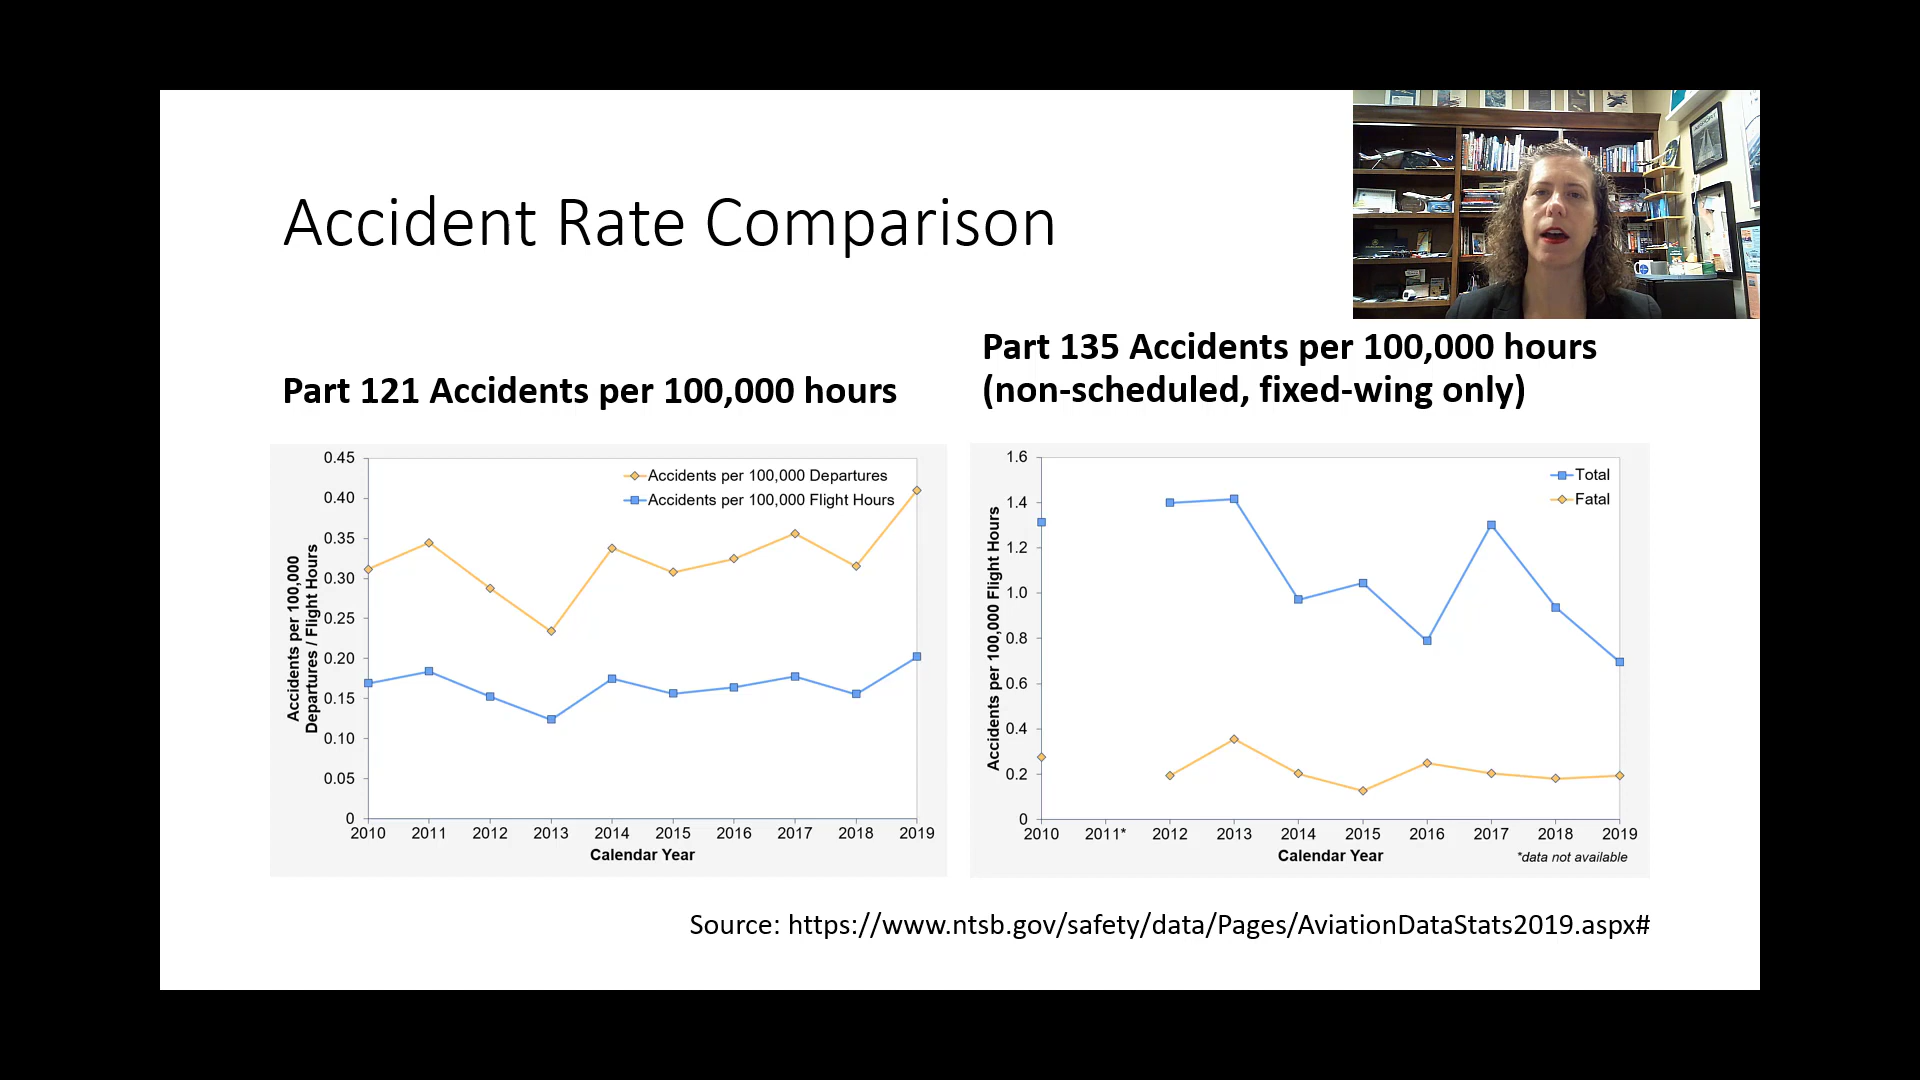 Accident Rate Comparison
Part 121 Accidents per 100,000 hours
Part 135 Accidents per 100,000 hours
(non-scheduled, fixed-wing only)
Accidents per 100,000
Departures / Flight Hours
0.45
0.40
0.35
0.30
0.25
0.20
0.15
0.10
0.05
0
Accidents per 100,000 Departures
Accidents per 100,000 Flight Hours
2010 2011 2012 2013 2014 2015 2016 2017 2018 2019
Calendar Year
Accidents per 100,000 Flight Hours
1.6
1.4
1.2
1.0
0.8
0.6
0.4
0.2
0
Total
Fatal
2010 2011* 2012 2013 2014 2015 2016 2017 2018 2019
Calendar Year
*data not available
Source: https://www.ntsb.gov/safety/data/Pages/AviationDataStats2019.aspx#